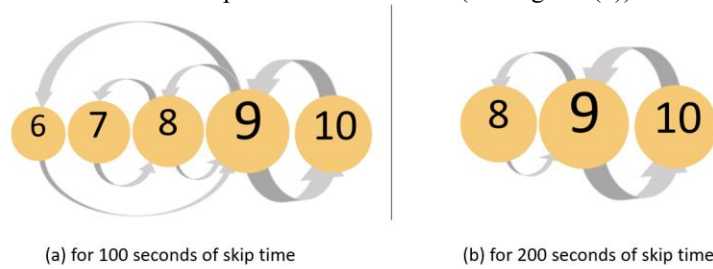 6 7 8 9 10
8 9 10
(a) for 100 seconds of skip time
(b) for 200 seconds of skip time